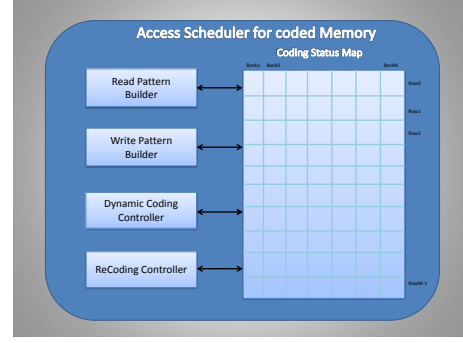 Access Scheduler for coded Memory
Coding Status Map
Bank1 Bank2 BankN
Read Pattern
Builder
Row0
Row1
Write Pattern
Builder
Row2
Dynamic Coding
Controller
ReCoding Controller
RowM-1